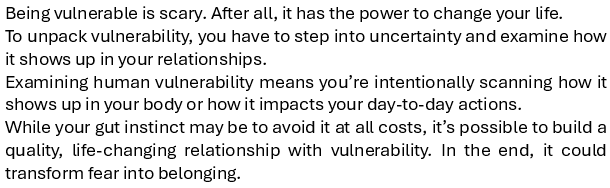 Being vulnerable is scary. After all, it has the power to change your life.
To unpack vulnerability, you have to step into uncertainty and examine how
it shows up in your relationships.
Examining human vulnerability means you’re intentionally scanning how it
shows up in your body or how it impacts your day-to-day actions.
While your gut instinct may be to avoid it at all costs, it’s possible to build a
quality, life-changing relationship with vulnerability. In the end, it could
transform fear into belonging.